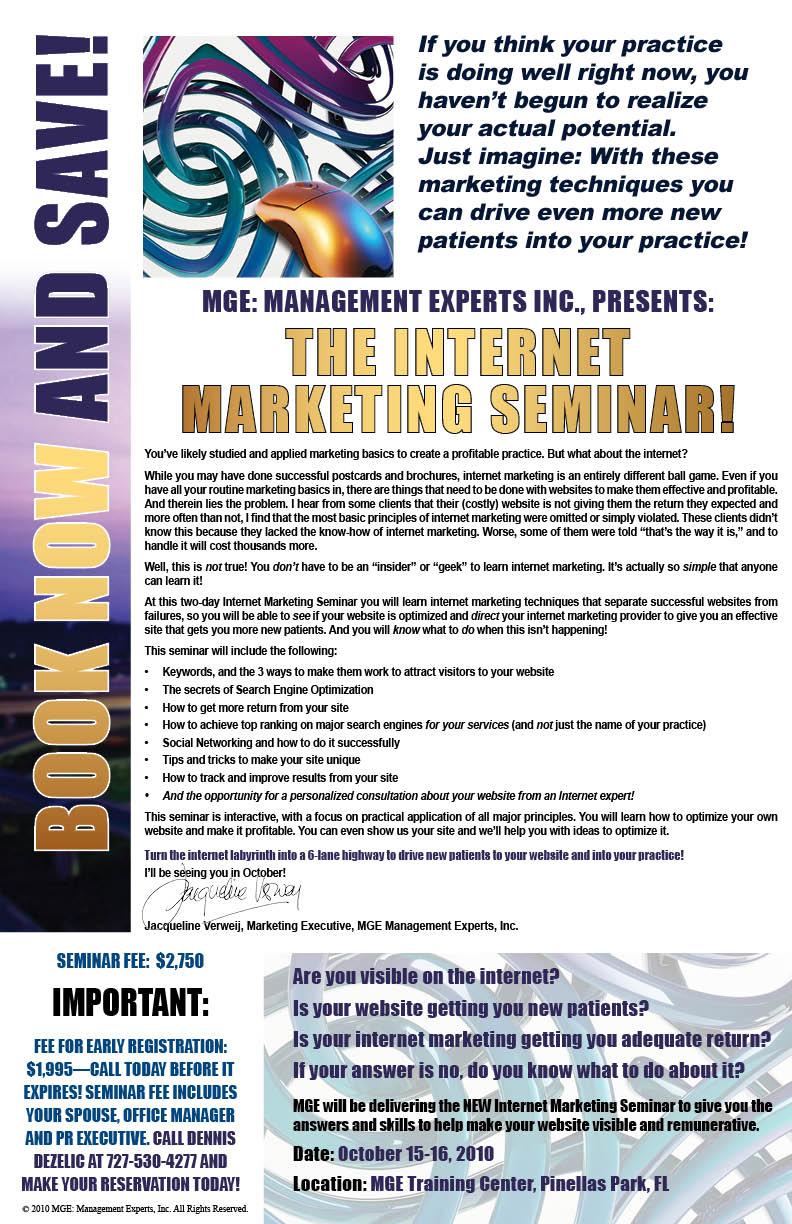 BOOK NOW AND SAVE!
If you think your practice
is doing well right now, you
haven't begun to realize
your actual potential.
Just imagine: With these
marketing techniques you
can drive even more new
patients into your practice!
MGE: MANAGEMENT EXPERTS INC., PRESENTS:
THE INTERNET
MARKETING SEMINAR!
You've likely studied and applied marketing basics to create a profitable practice. But what about the internet?
While you may have done successful postcards and brochures, internet marketing is an entirely different ball game. Even if you
have all your routine marketing basics in, there are things that need to be done with websites to make them effective and profitable.
And therein lies the problem. I hear from some clients that their (costly) website is not giving them the return they expected and
more often than not, I find that the most basic principles of internet marketing were omitted or simply violated. These clients didn't
know this because they lacked the know-how of internet marketing. Worse, some of them were told “that's the way it is,” and to
handle it will cost thousands more.
Well, this is not true! You don't have to be an “insider” or “geek” to learn internet marketing. It's actually so simple that anyone
can learn it!
At this two-day Internet Marketing Seminar you will learn internet marketing techniques that separate successful websites from
failures, so you will be able to see if your website is optimized and direct your internet marketing provider to give you an effective
site that gets you more new patients. And you will know what to do when this isn't happening!
This seminar will include the following:
• Keywords, and the 3 ways to make them work to attract visitors to your website
• The secrets of Search Engine Optimization
• How to get more return from your site
• How to achieve top ranking on major search engines for your services (and not just the name of your practice)
• Social Networking and how to do it successfully
• Tips and tricks to make your site unique
• How to track and improve results from your site
• And the opportunity for a personalized consultation about your website from an Internet expert!
This seminar is interactive, with a focus on practical application of all major principles. You will learn how to optimize your own
website and make it profitable. You can even show us your site and we'll help you with ideas to optimize it.
Turn the internet labyrinth into a 6-lane highway to drive new patients to your website and into your practice!
I'll be seeing you in October!
Jacqueline Verweij
Jacqueline Verweij, Marketing Executive, MGE Management Experts, Inc.
SEMINAR FEE: $2,750
IMPORTANT:
FEE FOR EARLY REGISTRATION:
$1,995—CALL TODAY BEFORE IT
EXPIRES! SEMINAR FEE INCLUDES
YOUR SPOUSE, OFFICE MANAGER
AND PR EXECUTIVE. CALL DENNIS
DEZELIC AT 727-530-4277 AND
MAKE YOUR RESERVATION TODAY!
© 2010 MGE: Management Experts, Inc. All Rights Reserved.
Are you visible on the internet?
Is your website getting you new patients?
Is your internet marketing getting you adequate return?
If your answer is no, do you know what to do about it?
MGE will be delivering the NEW Internet Marketing Seminar to give you the
answers and skills to help make your website visible and remunerative.
Date: October 15-16, 2010
Location: MGE Training Center, Pinellas Park, FL